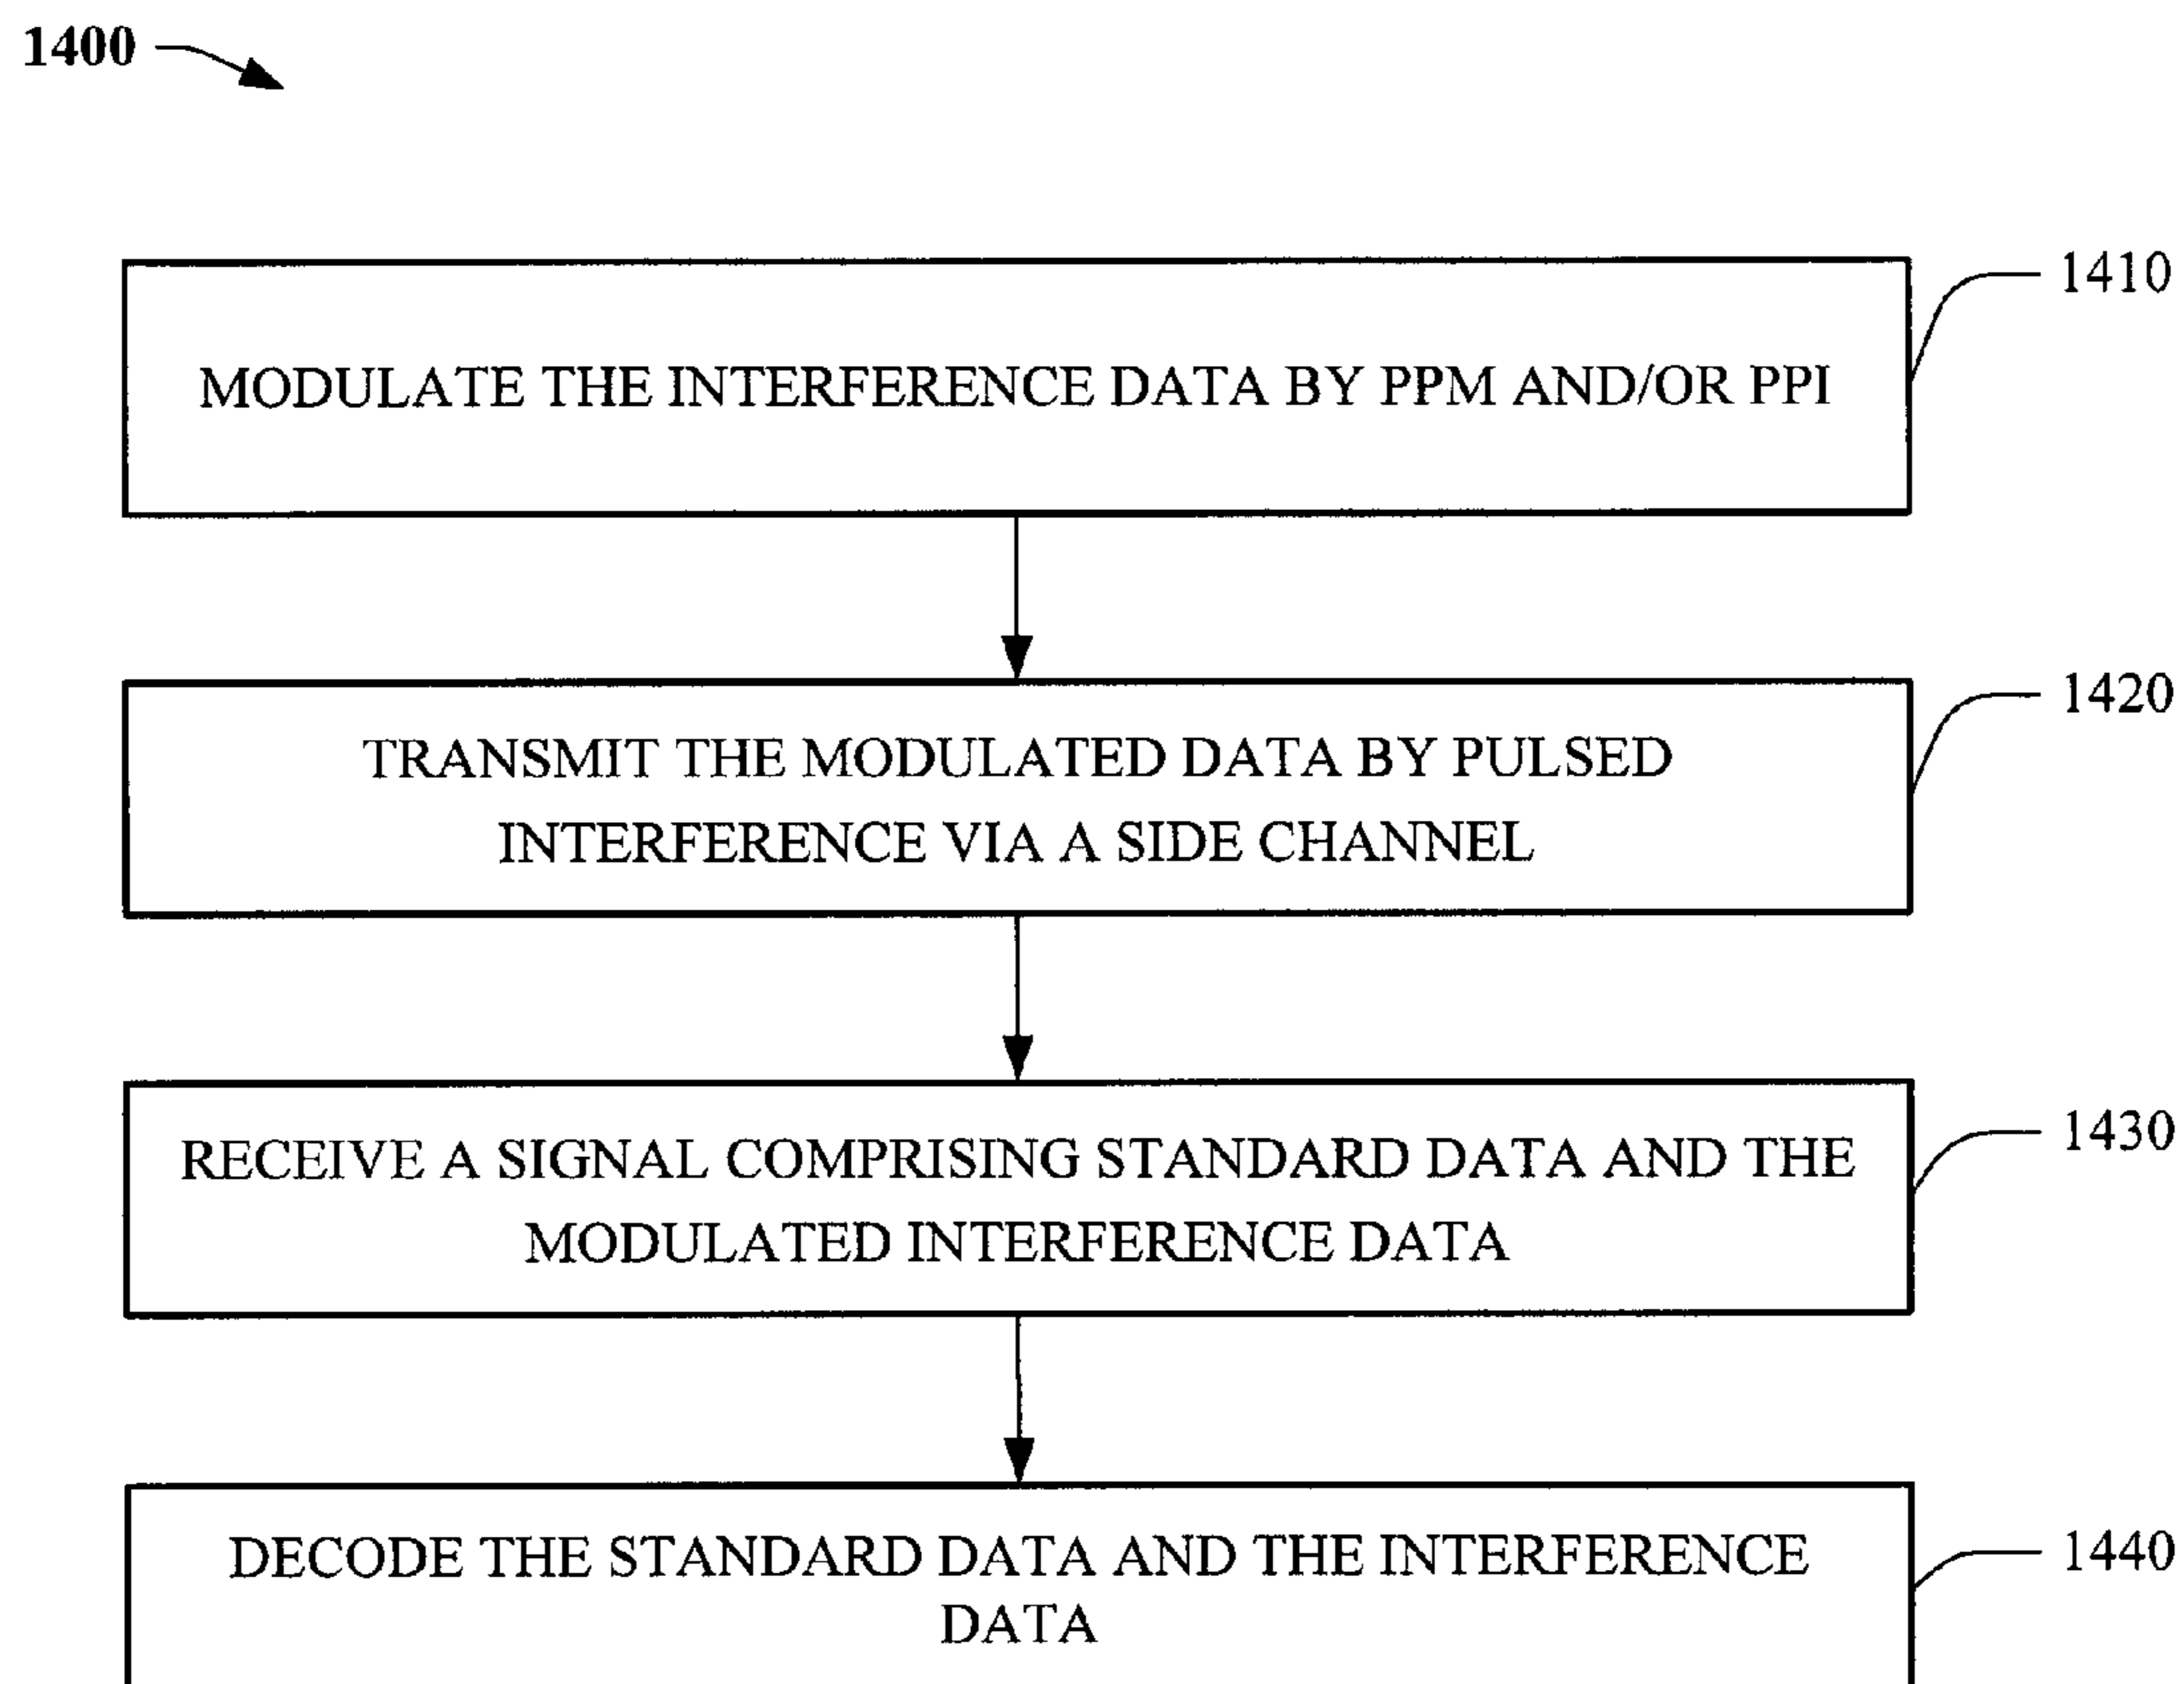 1400
1410
MODULATE THE INTERFERENCE DATA BY PPM AND/OR PPI
1420
TRANSMIT THE MODULATED DATA BY PULSED
INTERFERENCE VIA A SIDE CHANNEL
1430
RECEIVE A SIGNAL COMPRISING STANDARD DATA AND THE
MODULATED INTERFERENCE DATA
1440
DECODE THE STANDARD DATA AND THE INTERFERENCE
DATA